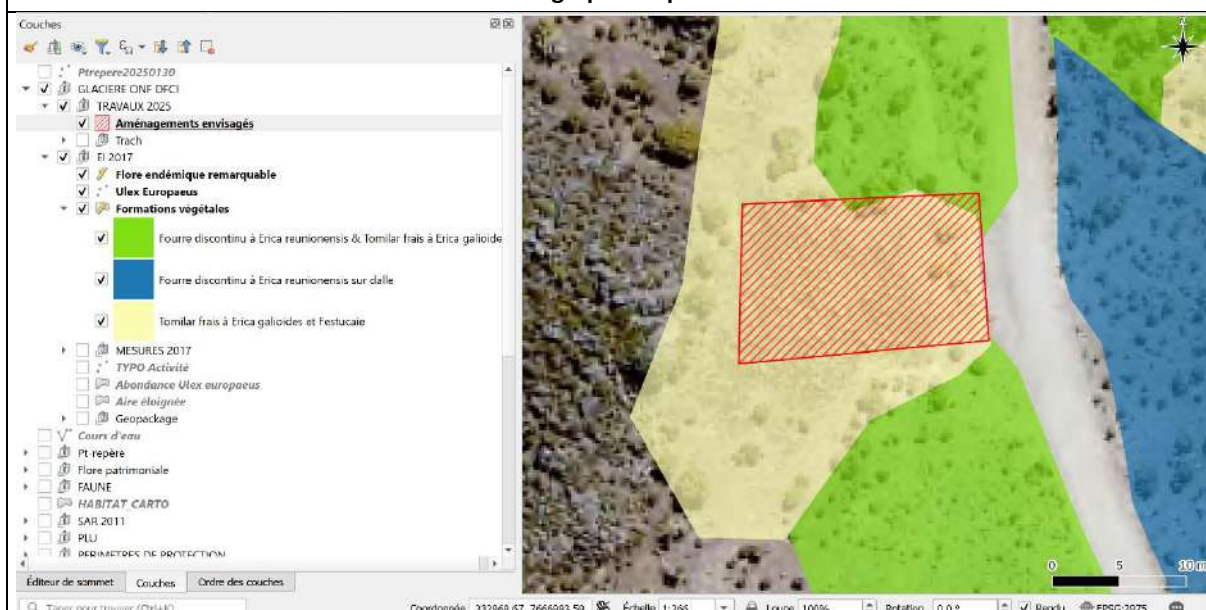 Couches
Ptrepere20250130
GLACIERE ONF DFCI
TRAVAUX 2025
Aménagements envisagés
Trach
EI 2017
Flore endémique remarquable
Ulex Europaeus
Formations végétales
Fourre discontinu à Erica reunionensis & Tomilar frais à Erica galioide
Fourre discontinu à Erica reunionensis sur dalle
Tomilar frais à Erica galioides et Festucaie
MESURES 2017
TYPO Activité
Abondance Ulex europaeus
Aire éloignée
Geopackage
Cours d'eau
Pt-repère
Flore patrimoniale
FAUNE
HABITAT_CARTO
SAR 2011
PLU
PERIMETRES DE PROTECTION
Éditeur de sommet Couches Ordre des couches
0 5 10 m
Taper pour trouver (Ctrl+K) Coordonnée Échelle 1:266 Loupe 100% Rotation 0,0 ° Rendu EPSG:2975